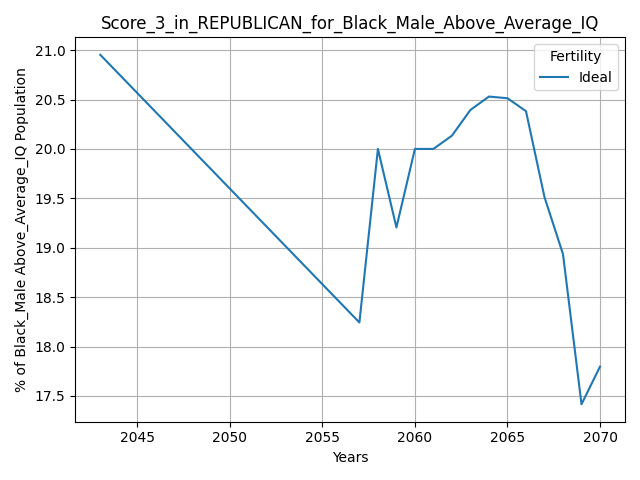 Score_3_in_REPUBLICAN_for_Black_Male_Above_Average_IQ
% of Black_Male Above_Average_IQ Population
21.0
20.5
20.0
19.5
19.0
18.5
18.0
17.5
Fertility
Ideal
2045 2050 2055 2060 2065 2070
Years